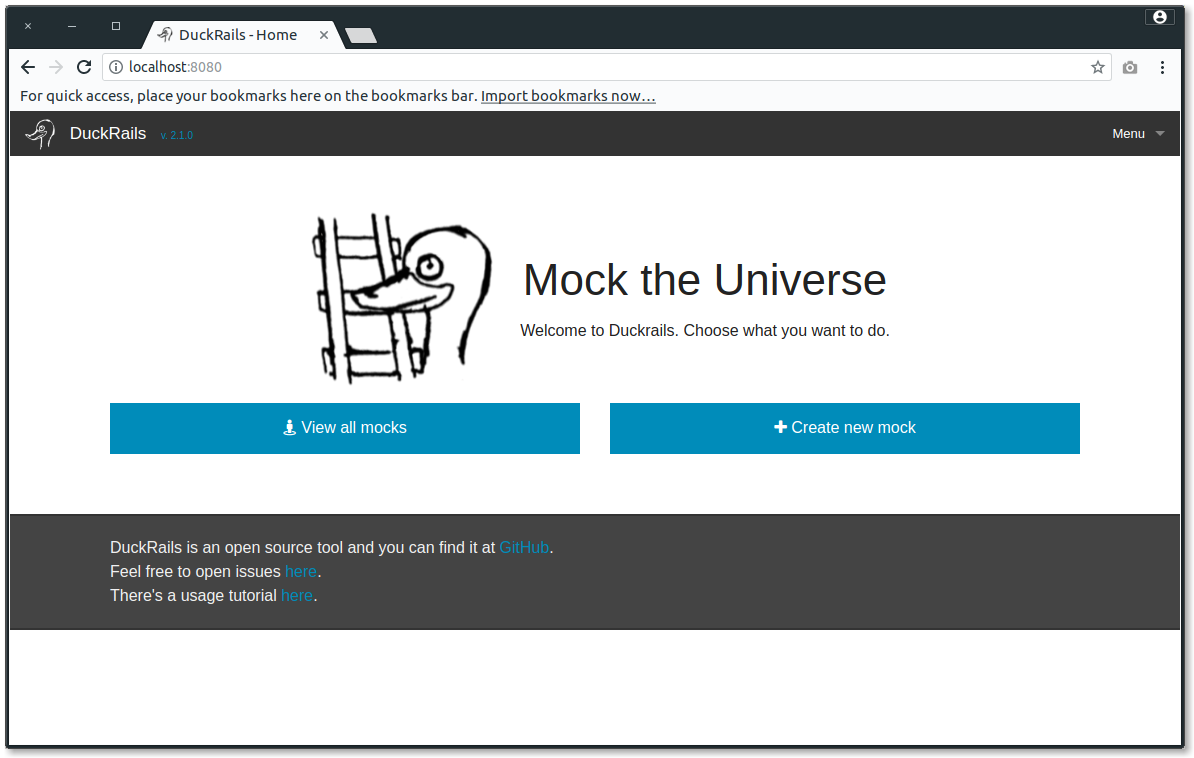 DuckRails - Home
localhost:8080
For quick access, place your bookmarks here on the bookmarks bar. Import bookmarks now...
DuckRails v. 2.1.0 Menu
Mock the Universe
Welcome to Duckrails. Choose what you want to do.
View all mocks
Create new mock
DuckRails is an open source tool and you can find it at GitHub.
Feel free to open issues here.
There's a usage tutorial here.